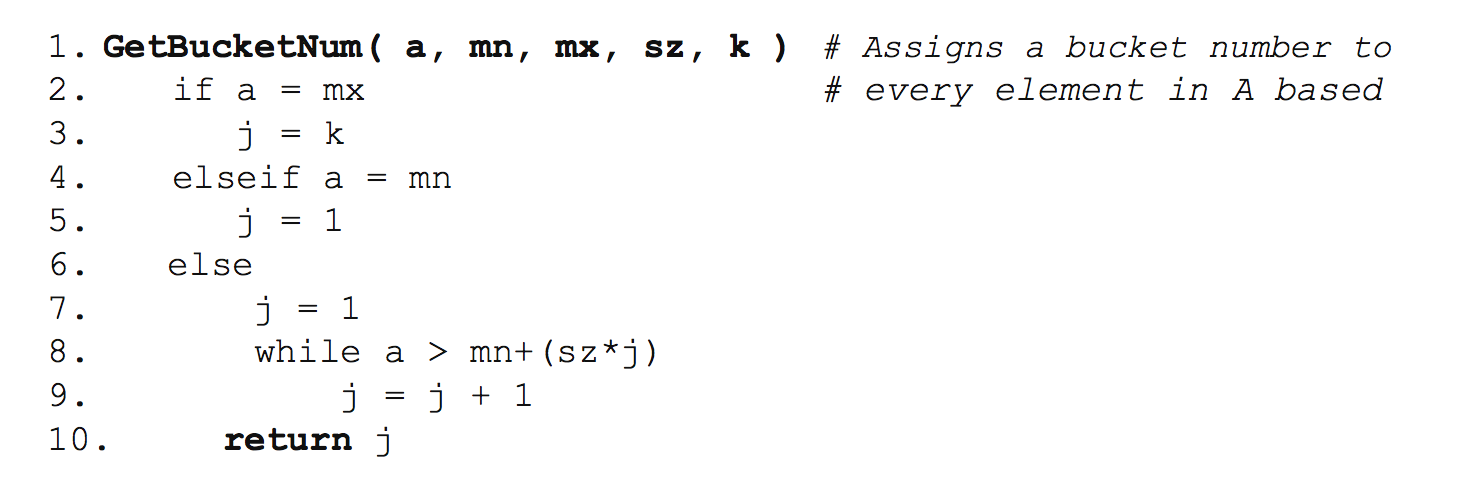 1. GetBucketNum( a, mn, mx, sz, k ) # Assigns a bucket number to
2. if a = mx # every element in A based
3. j = k
4. elseif a = mn
5. j = 1
6. else
7. j = 1
8. while a > mn+(sz*j)
9. j = j + 1
10. return j